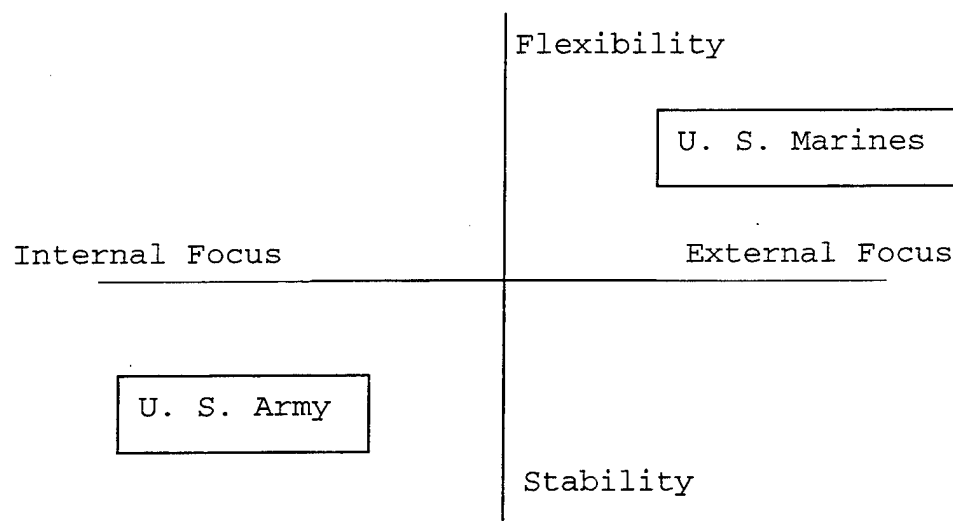 Flexibility
U. S. Marines
Internal Focus
External Focus
U. S. Army
Stability